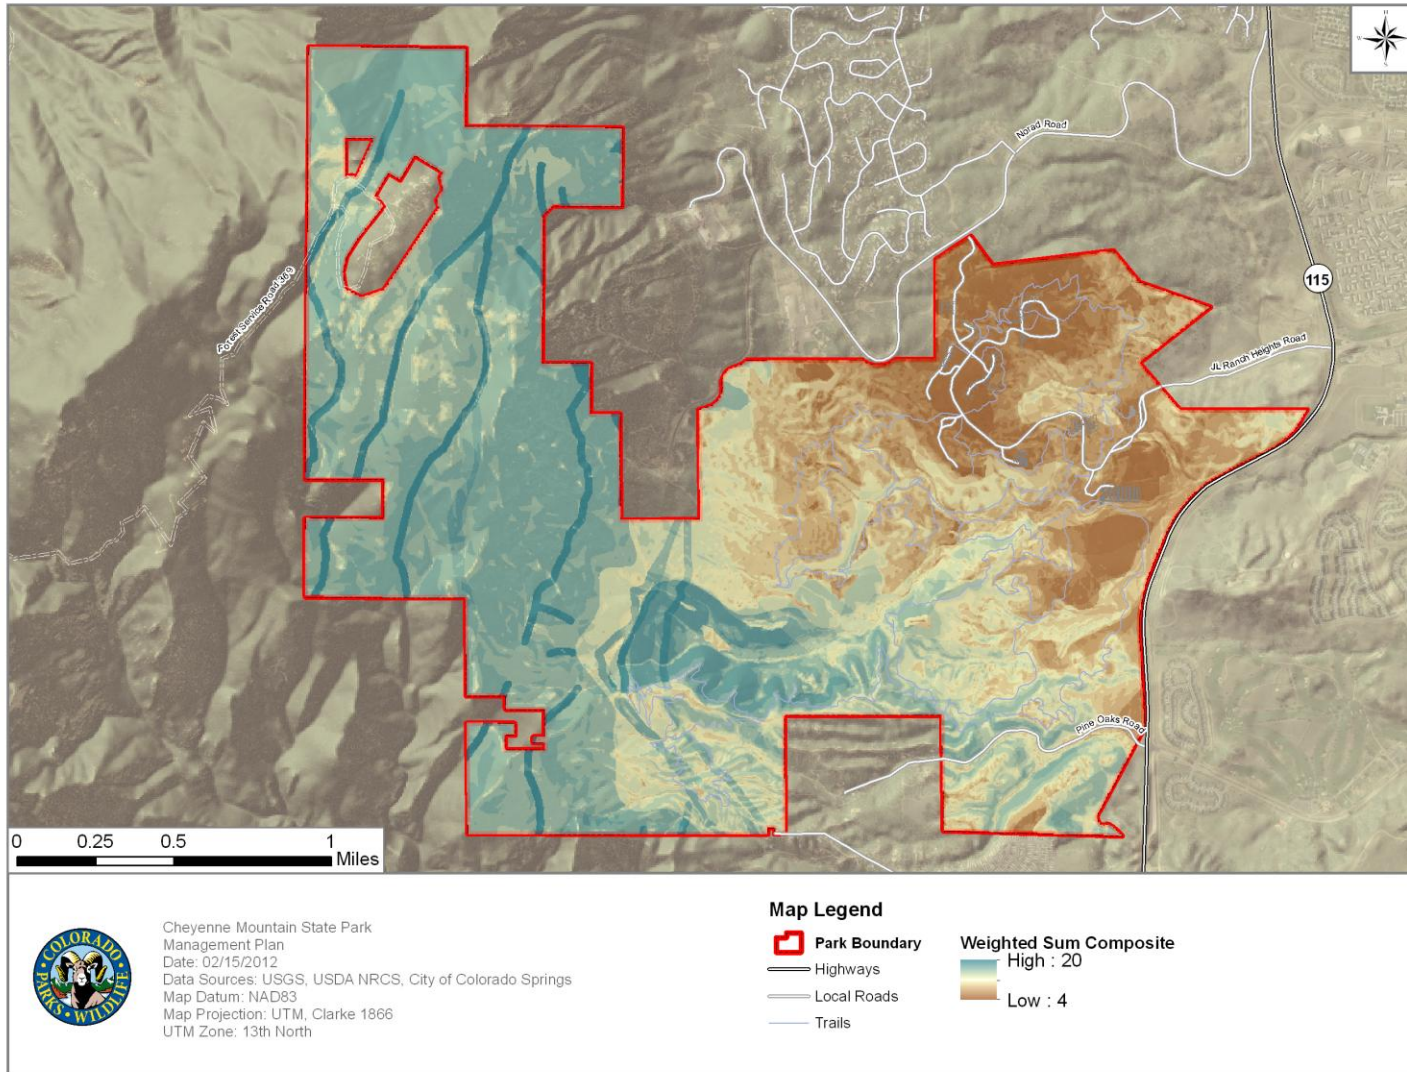 N
W
E
S
Norad Road
115
Forest Service Road 369
JL Ranch Heights Road
Pine Oaks Road
0 0.25 0.5 1
Miles
COLORADO
PARKS • WILDLIFE
Cheyenne Mountain State Park
Management Plan
Date: 02/15/2012
Data Sources: USGS, USDA NRCS, City of Colorado Springs
Map Datum: NAD83
Map Projection: UTM, Clarke 1866
UTM Zone: 13th North
Map Legend
Park Boundary
Highways
Local Roads
Trails
Weighted Sum Composite
High : 20
Low : 4